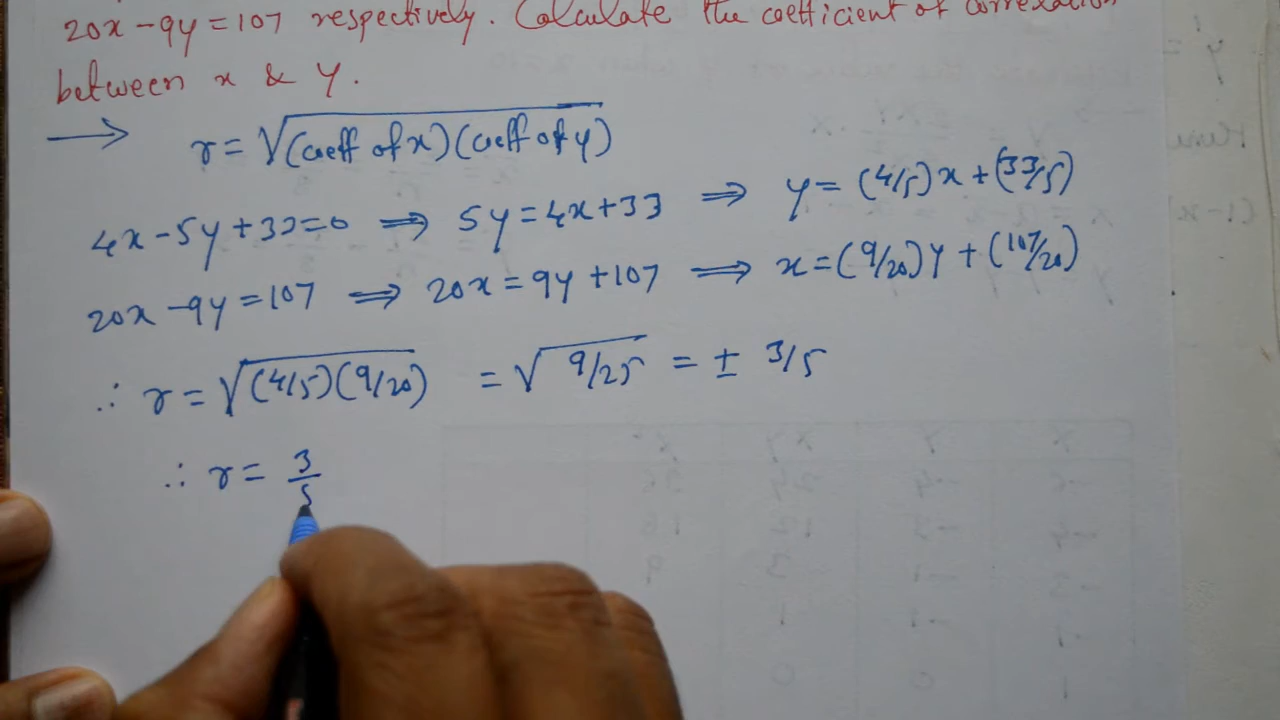 20x - 9y = 107 respectively. Calculate the coefficient of correlation
between x & y.
→ r = √(coeff of x)(coeff of y)
4x - 5y + 33 = 0 ⟹ 5y = 4x + 33 ⟹ y = (4/5)x + (33/5)
20x - 9y = 107 ⟹ 20x = 9y + 107 ⟹ x = (9/20)y + (107/20)
∴ r = √(4/5)(9/20) = √9/25 = ± 3/5
∴ r = 3/5